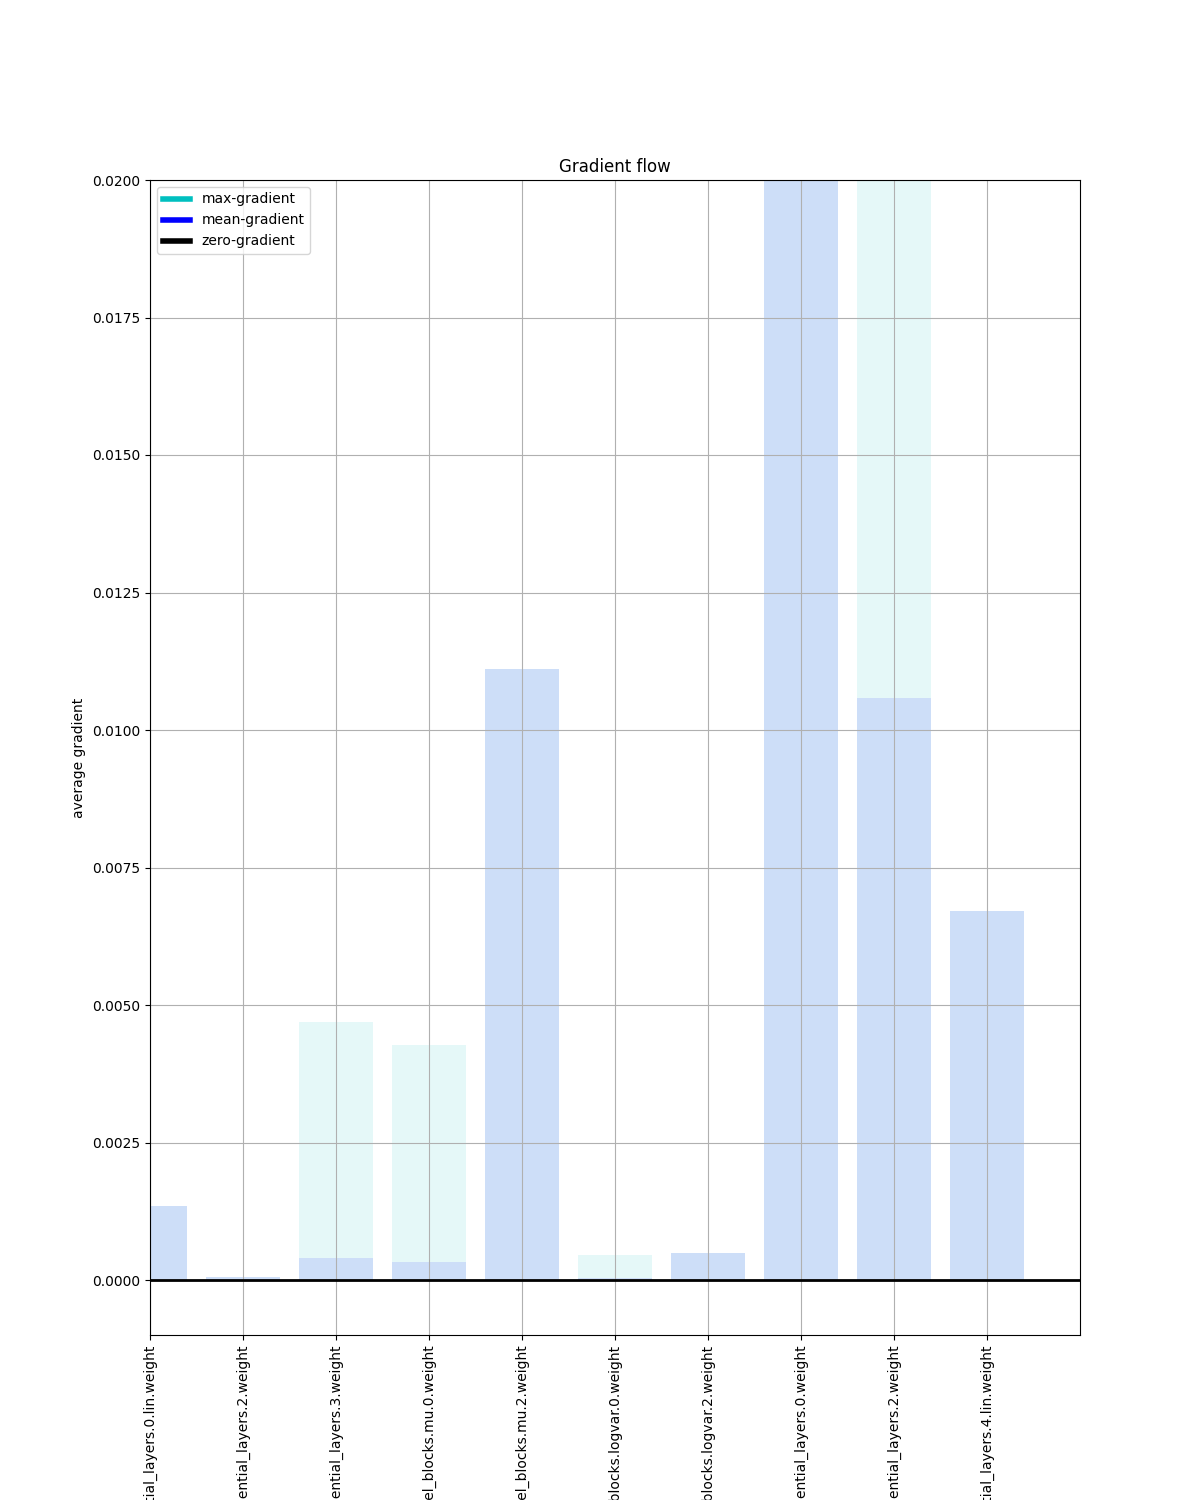 Gradient flow
max-gradient
mean-gradient
zero-gradient
0.0200
0.0175
0.0150
0.0125
0.0100
0.0075
0.0050
0.0025
0.0000
average gradient
tial_layers.0.lin.weight
ential_layers.2.weight
ential_layers.3.weight
el_blocks.mu.0.weight
el_blocks.mu.2.weight
blocks.logvar.0.weight
blocks.logvar.2.weight
ential_layers.0.weight
ential_layers.2.weight
tial_layers.4.lin.weight